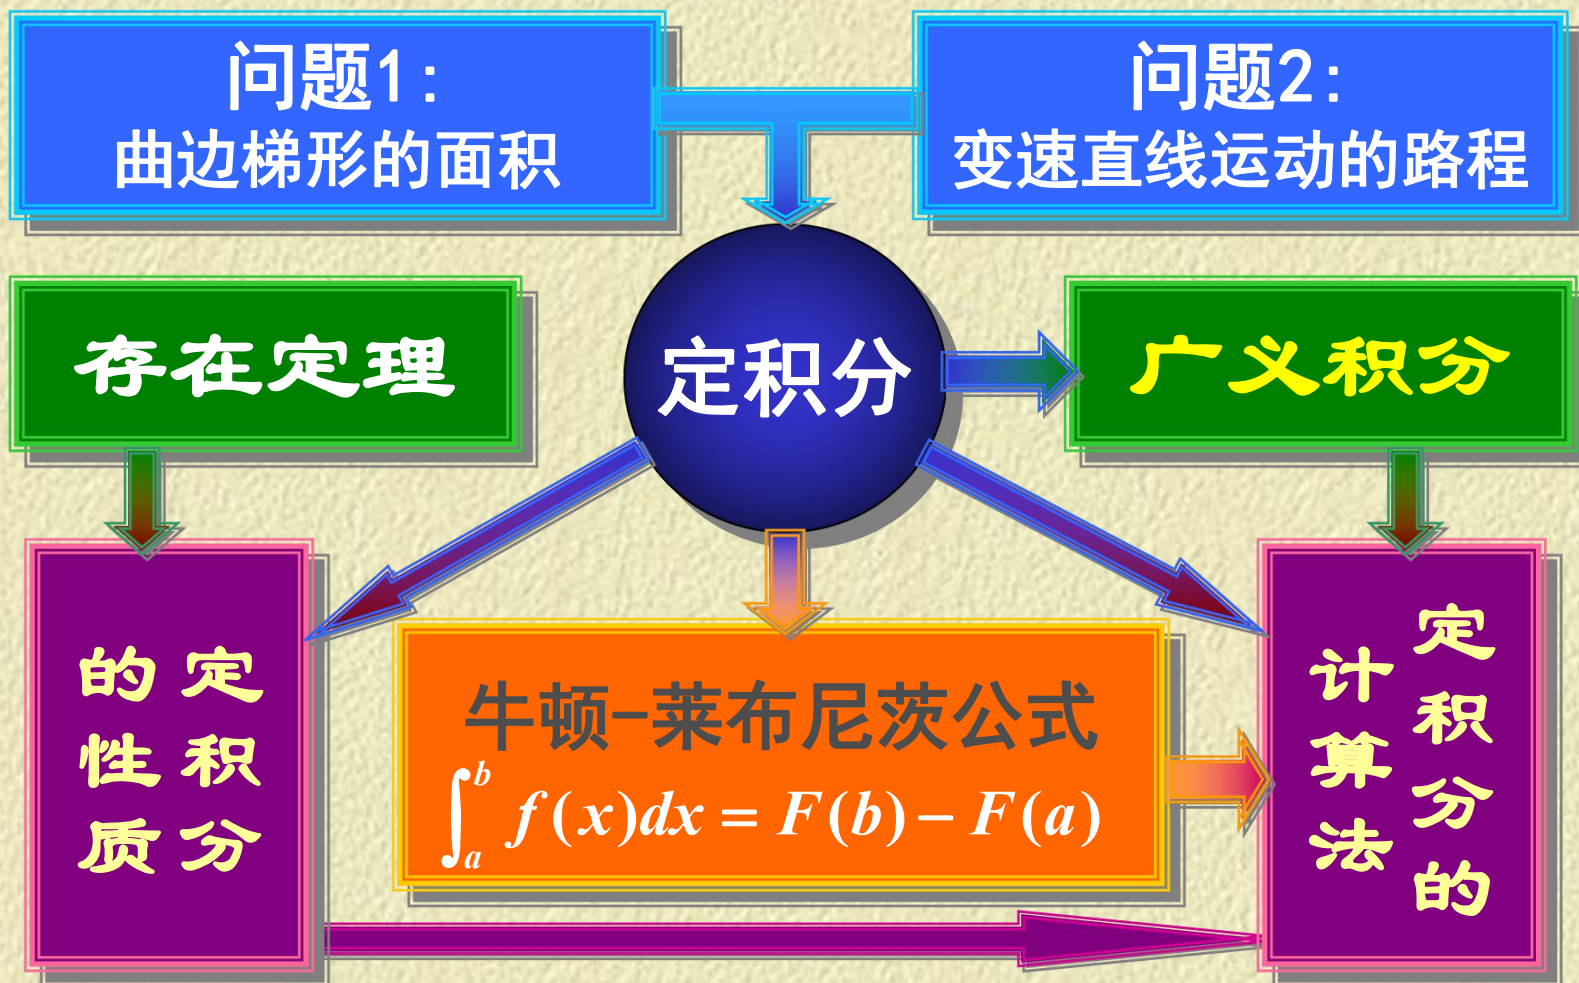 问题1:
曲边梯形的面积
问题2:
变速直线运动的路程
存在定理
定积分
广义积分
定积分
的性质
牛顿-莱布尼茨公式
∫_a^b f(x)dx = F(b) − F(a)
定积分的
计算法